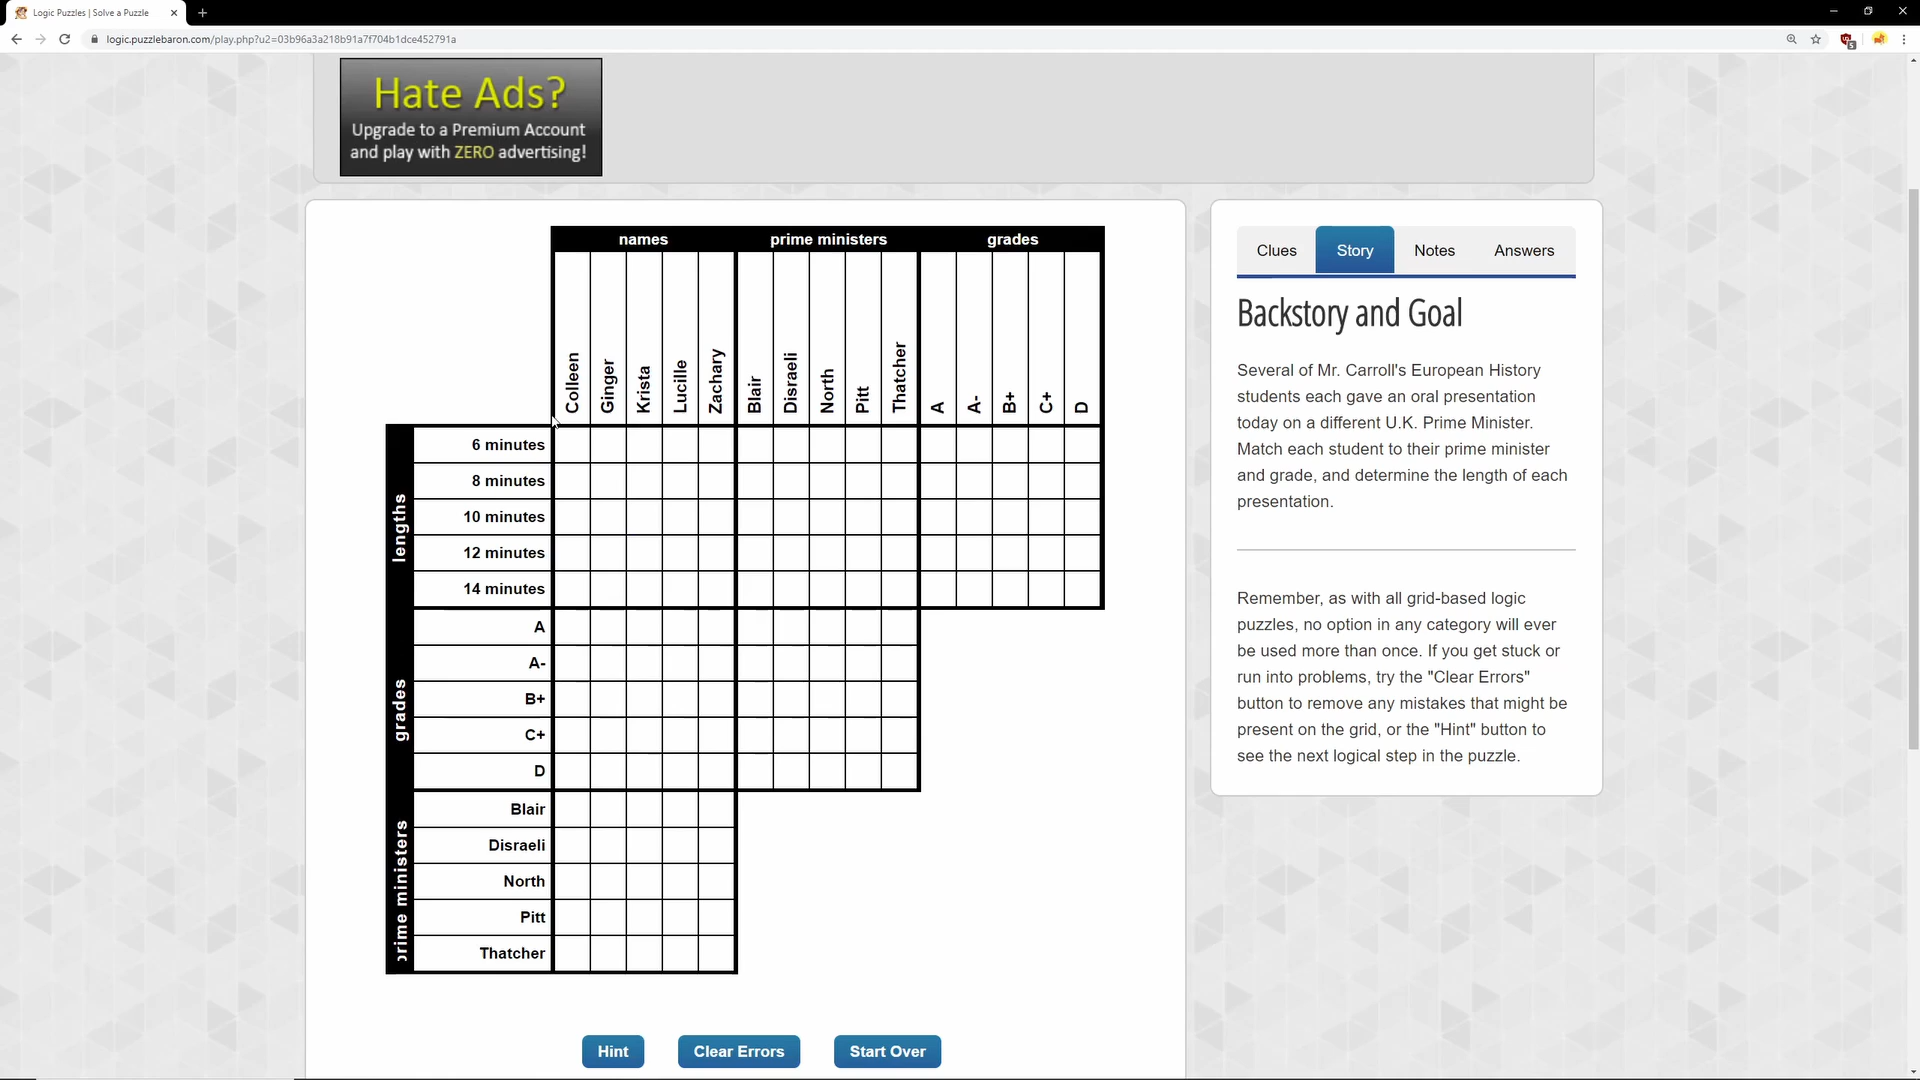 Logic Puzzles | Solve a Puzzle
logic.puzzlebaron.com/play.php?u2=03b96a3a218b91a7f704b1dce452791a
5
Hate Ads?
Upgrade to a Premium Account
and play with ZERO advertising!
names
prime ministers
grades
Colleen
Ginger
Krista
Lucille
Zachary
Blair
Disraeli
North
Pitt
Thatcher
A
A-
B+
C+
D
lengths
6 minutes
8 minutes
10 minutes
12 minutes
14 minutes
grades
A
A-
B+
C+
D
prime ministers
Blair
Disraeli
North
Pitt
Thatcher
Hint
Clear Errors
Start Over
Clues
Story
Notes
Answers
Backstory and Goal
Several of Mr. Carroll's European History
students each gave an oral presentation
today on a different U.K. Prime Minister.
Match each student to their prime minister
and grade, and determine the length of each
presentation.
Remember, as with all grid-based logic
puzzles, no option in any category will ever
be used more than once. If you get stuck or
run into problems, try the "Clear Errors"
button to remove any mistakes that might be
present on the grid, or the "Hint" button to
see the next logical step in the puzzle.